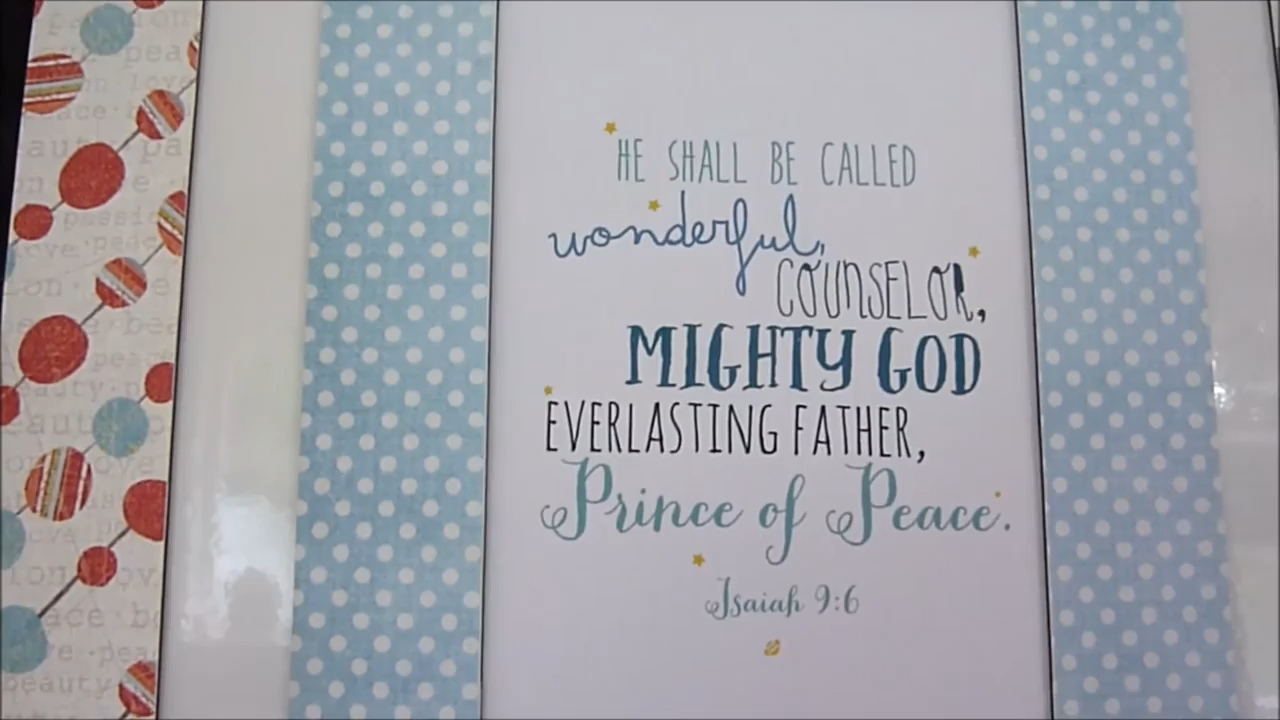 HE SHALL BE CALLED
wonderful,
COUNSELOR,
MIGHTY GOD
EVERLASTING FATHER,
Prince of Peace.
Isaiah 9:6